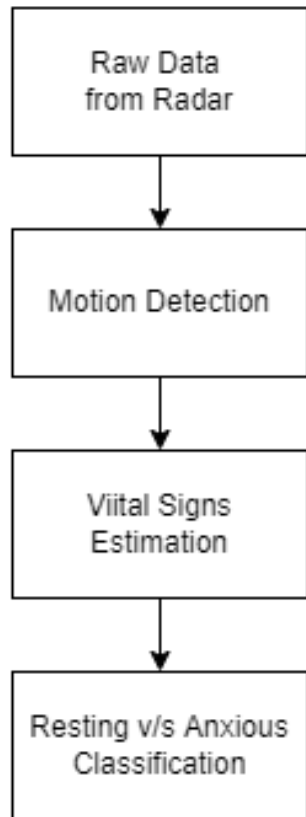 Raw Data
from Radar
Motion Detection
Viital Signs
Estimation
Resting v/s Anxious
Classification